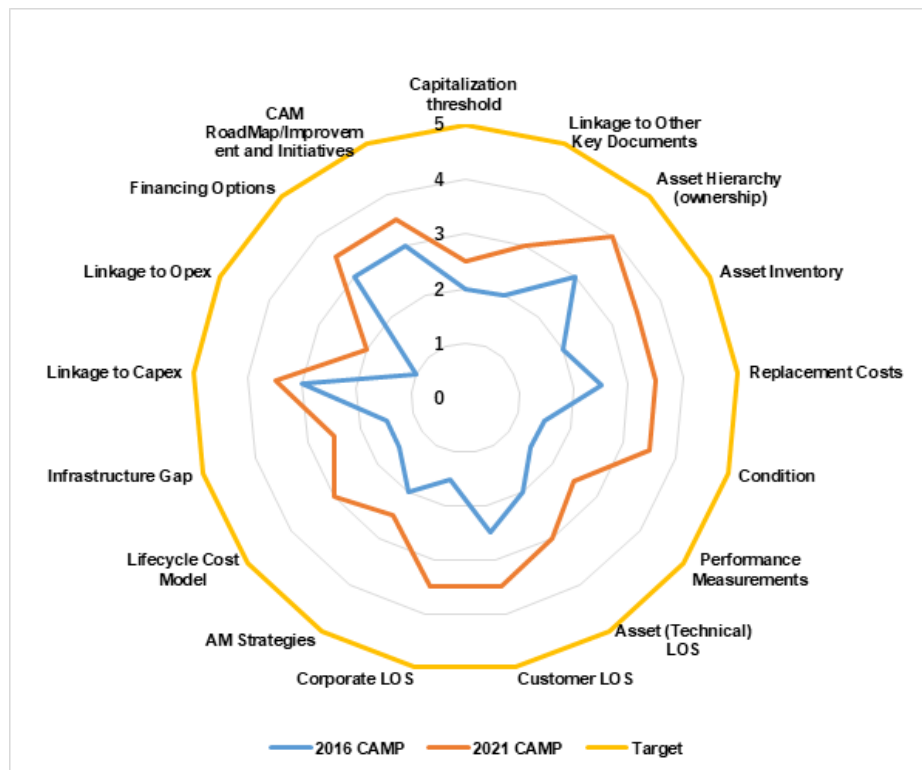 Capitalization
threshold
CAM
RoadMap/Improvem
ent and Initiatives
Linkage to Other
Key Documents
Financing Options
Asset Hierarchy
(ownership)
Linkage to Opex
Asset Inventory
Linkage to Capex
Replacement Costs
Infrastructure Gap
Condition
Lifecycle Cost
Model
Performance
Measurements
AM Strategies
Asset (Technical)
LOS
Corporate LOS
Customer LOS
5
4
3
2
1
0
2016 CAMP
2021 CAMP
Target